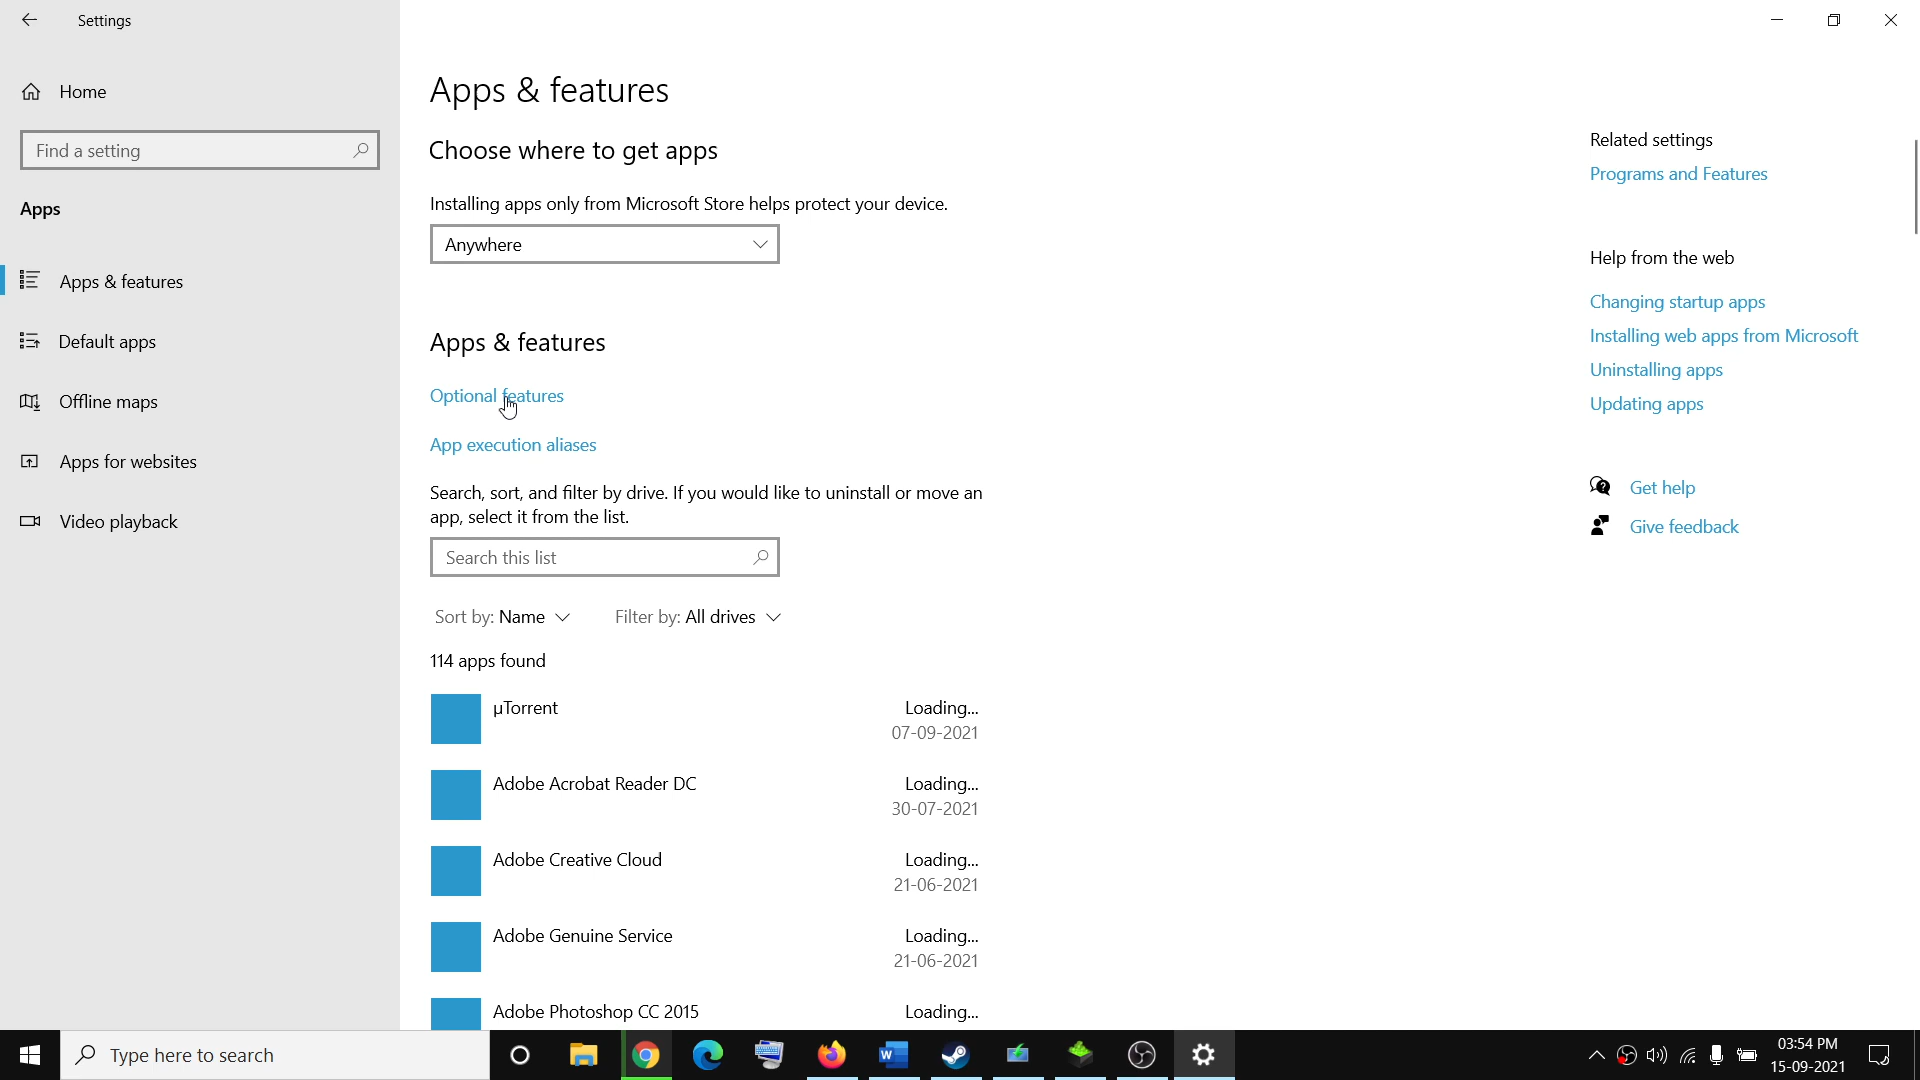 Settings
Home
Find a setting
Apps
Apps & features
Default apps
Offline maps
Apps for websites
Video playback
Apps & features
Choose where to get apps
Installing apps only from Microsoft Store helps protect your device.
Anywhere
Apps & features
Optional features
App execution aliases
Search, sort, and filter by drive. If you would like to uninstall or move an
app, select it from the list.
Search this list
Sort by: Name Filter by: All drives
114 apps found
µTorrent Loading...
07-09-2021
Adobe Acrobat Reader DC Loading...
30-07-2021
Adobe Creative Cloud Loading...
21-06-2021
Adobe Genuine Service Loading...
21-06-2021
Adobe Photoshop CC 2015 Loading...
Related settings
Programs and Features
Help from the web
Changing startup apps
Installing web apps from Microsoft
Uninstalling apps
Updating apps
Get help
Give feedback
Type here to search
03:54 PM
15-09-2021